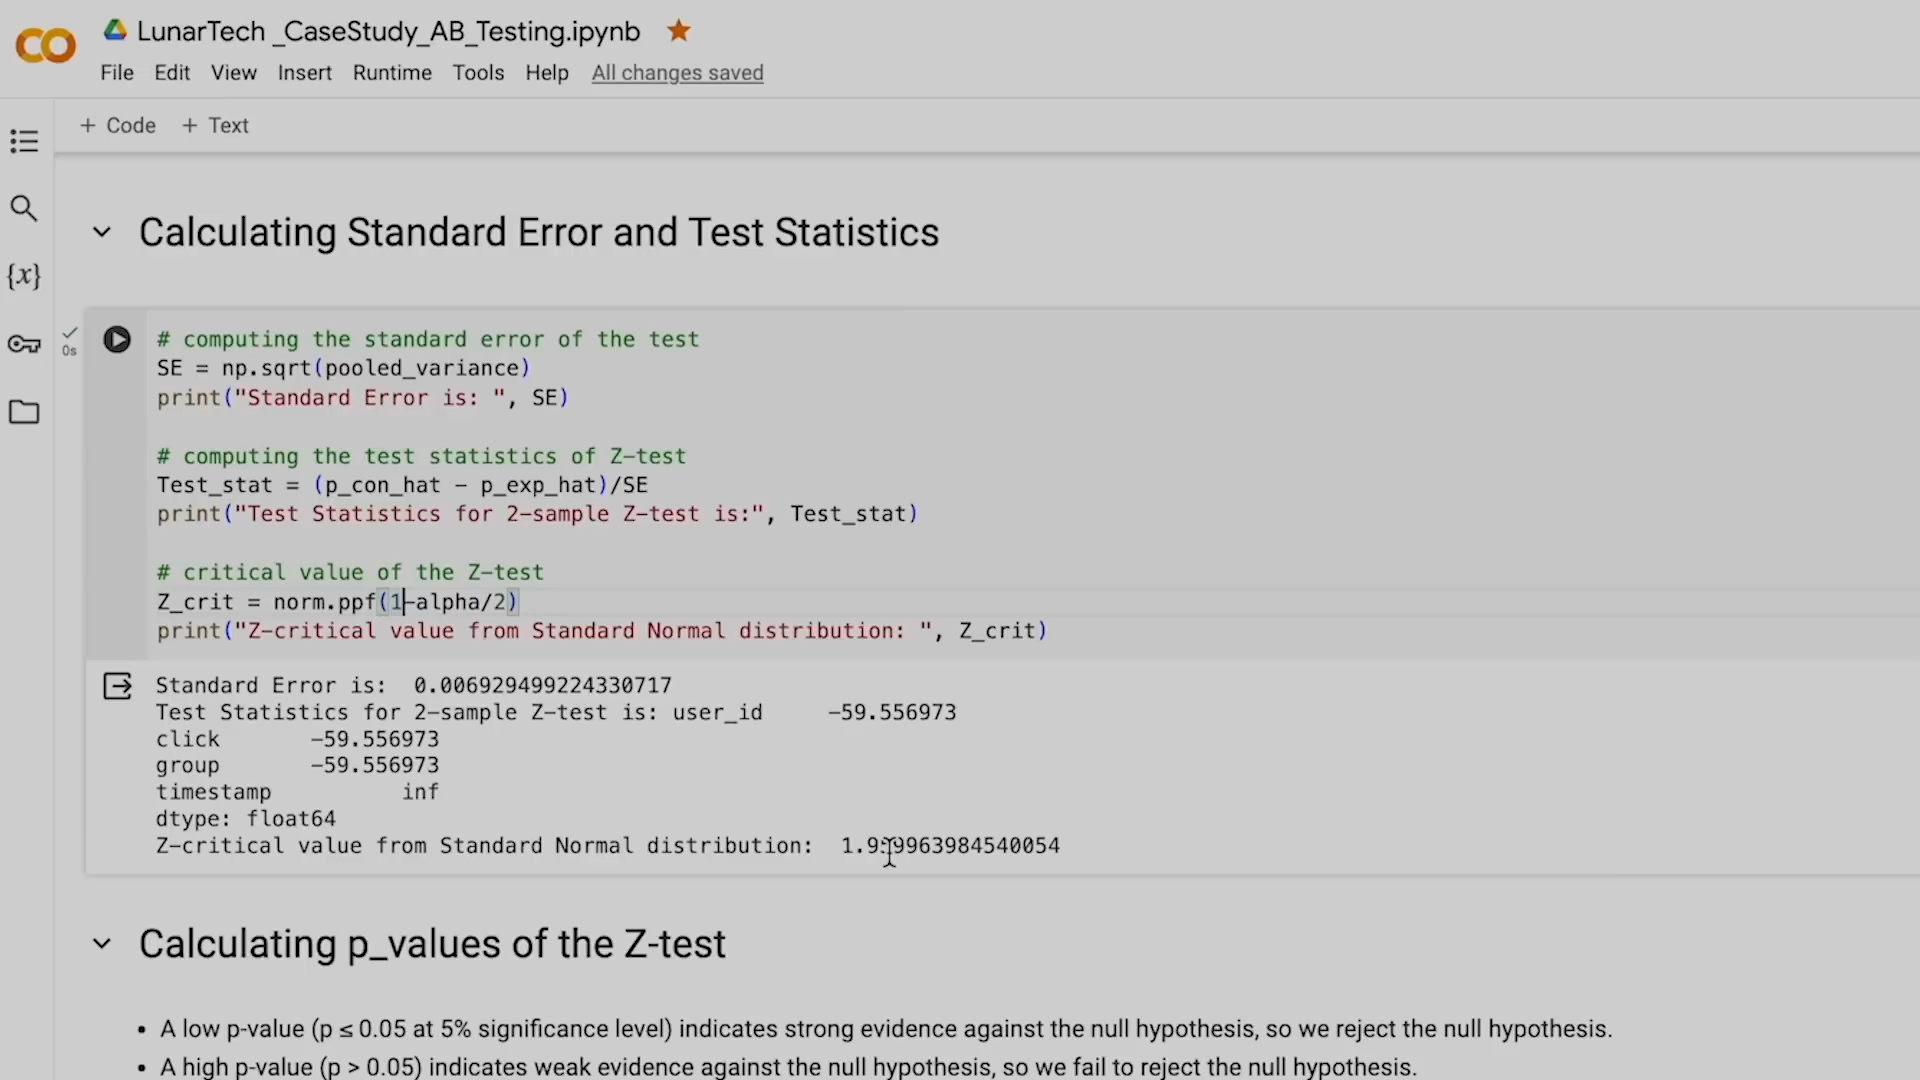 LunarTech _CaseStudy_AB_Testing.ipynb
File Edit View Insert Runtime Tools Help All changes saved
+ Code + Text
Calculating Standard Error and Test Statistics
{x}
0s
# computing the standard error of the test
SE = np.sqrt(pooled_variance)
print("Standard Error is: ", SE)
# computing the test statistics of Z-test
Test_stat = (p_con_hat - p_exp_hat)/SE
print("Test Statistics for 2-sample Z-test is:", Test_stat)
# critical value of the Z-test
Z_crit = norm.ppf(1-alpha/2)
print("Z-critical value from Standard Normal distribution: ", Z_crit)
Standard Error is:  0.006929499224330717
Test Statistics for 2-sample Z-test is: user_id     -59.556973
click       -59.556973
group       -59.556973
timestamp          inf
dtype: float64
Z-critical value from Standard Normal distribution:  1.959963984540054
Calculating p_values of the Z-test
• A low p-value (p ≤ 0.05 at 5% significance level) indicates strong evidence against the null hypothesis, so we reject the null hypothesis.
• A high p-value (p > 0.05) indicates weak evidence against the null hypothesis, so we fail to reject the null hypothesis.